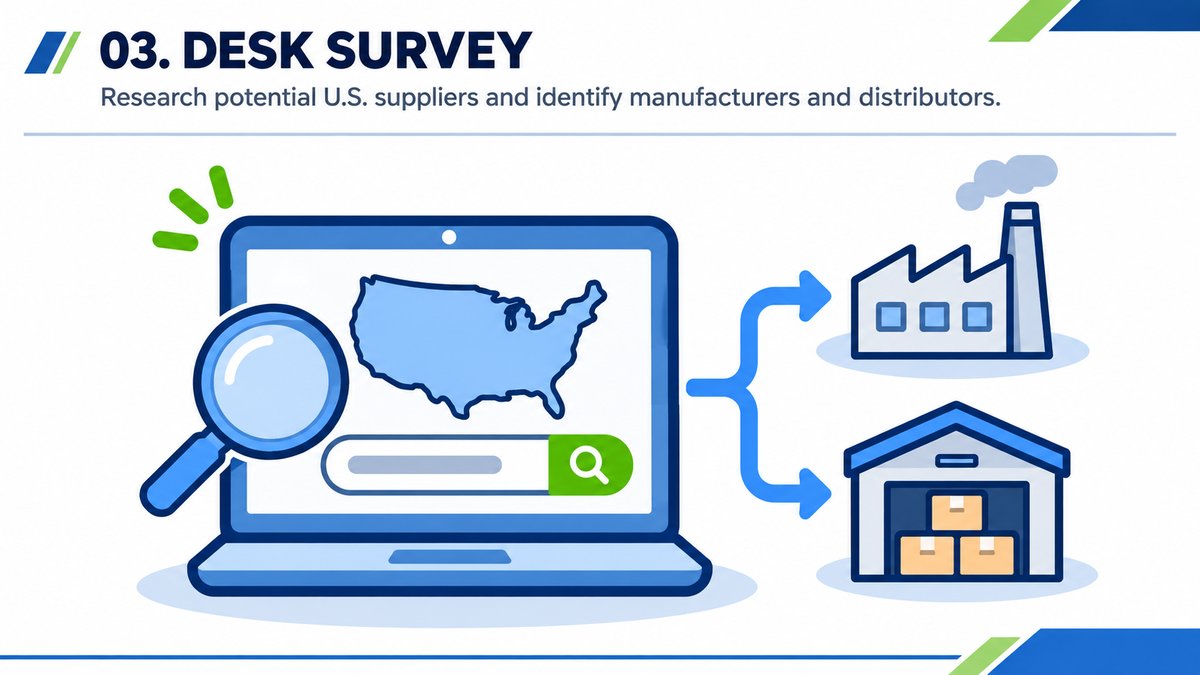 03. DESK SURVEY
Research potential U.S. suppliers and identify manufacturers and distributors.